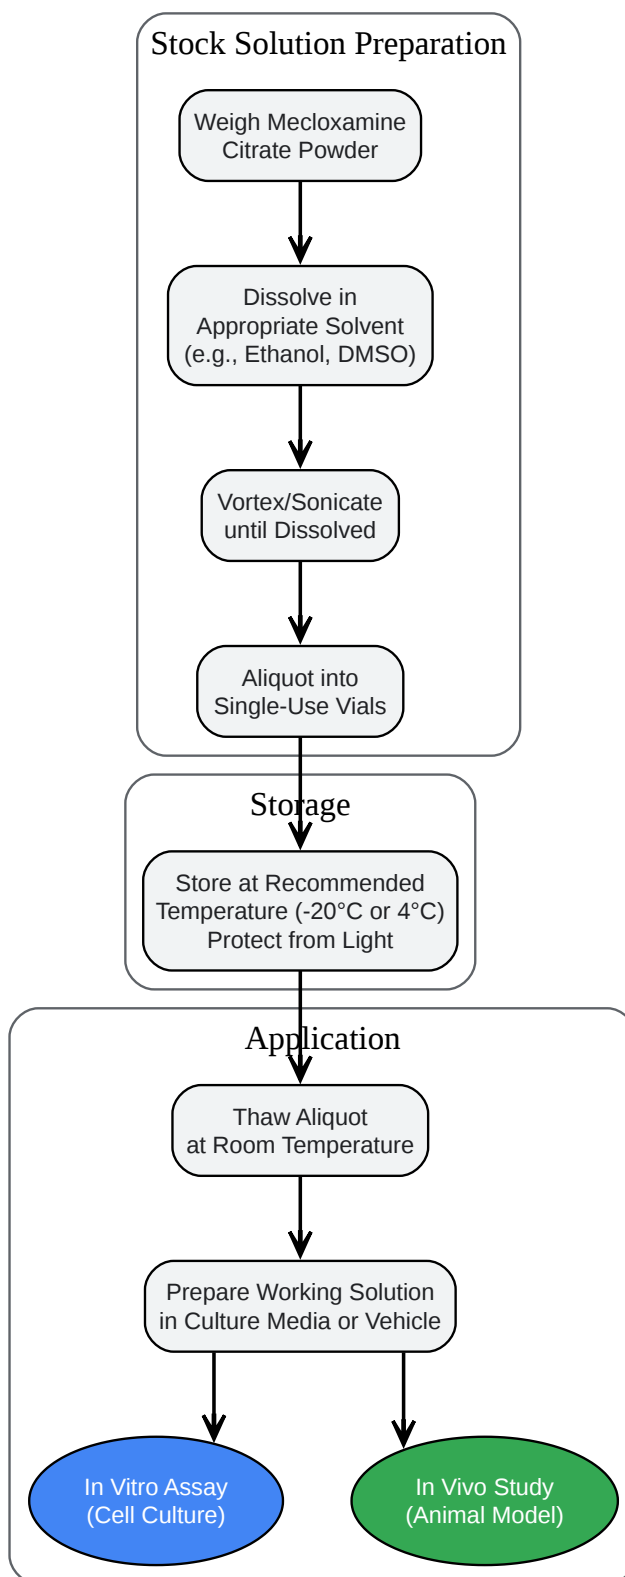 Stock Solution Preparation
Weigh Mecloxamine
Citrate Powder
Dissolve in
Appropriate Solvent
(e.g., Ethanol, DMSO)
Vortex/Sonicate
until Dissolved
Aliquot into
Single-Use Vials
Storage
Store at Recommended
Temperature (-20°C or 4°C)
Protect from Light
Application
Thaw Aliquot
at Room Temperature
Prepare Working Solution
in Culture Media or Vehicle
In Vitro Assay
(Cell Culture)
In Vivo Study
(Animal Model)